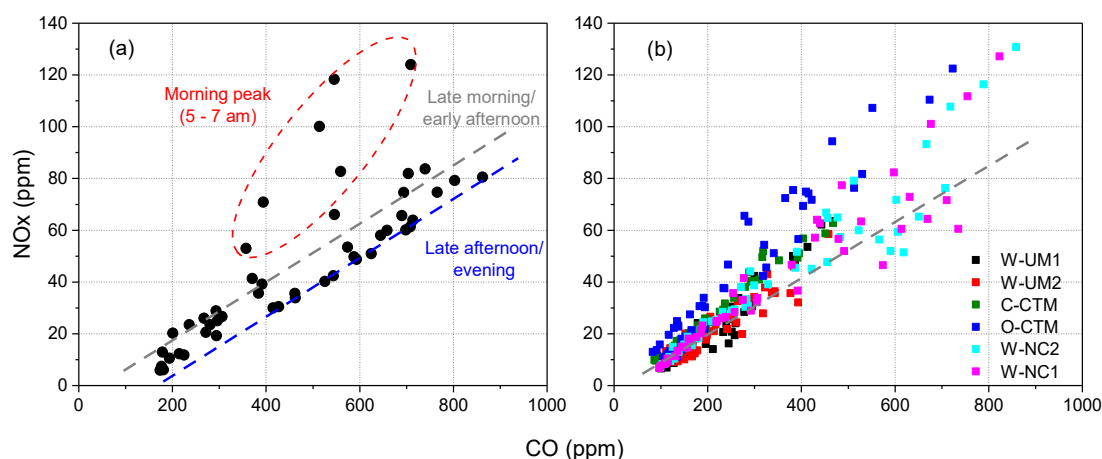 (a)
Morning peak
(5 - 7 am)
Late morning/
early afternoon
Late afternoon/
evening
NOx (ppm)
140
120
100
80
60
40
20
0
0
200
400
600
800
1000
(b)
W-UM1
W-UM2
C-CTM
O-CTM
W-NC2
W-NC1
140
120
100
80
60
40
20
0
0
200
400
600
800
1000
CO (ppm)